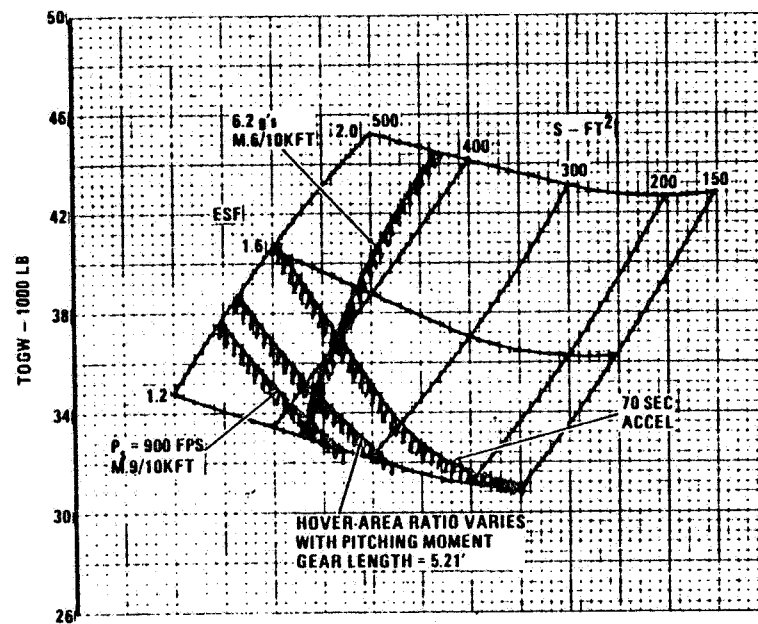 50
46
42
38
34
30
26
TOGW – 1000 LB
6.2 g's
M.6/10KFT
2.0
500
S – FT²
400
300
200
150
ESF
1.6
1.2
70 SEC
ACCEL
Ps = 900 FPS
M.9/10KFT
HOVER-AREA RATIO VARIES
WITH PITCHING MOMENT
GEAR LENGTH = 5.21'